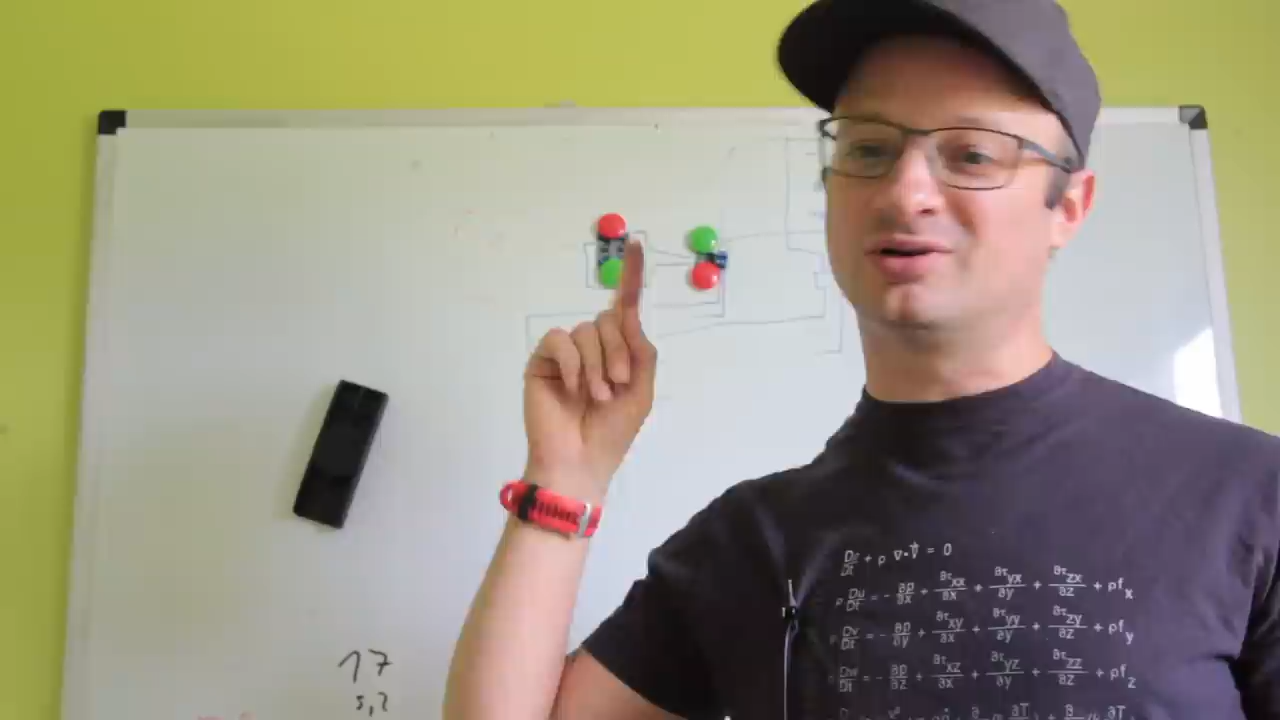 17
5,2
Dρ/Dt + ρ ∇·V⃗ = 0
ρ Du/Dt = - ∂p/∂x + ∂τxx/∂x + ∂τyx/∂y + ∂τzx/∂z + ρfx
ρ Dv/Dt = - ∂p/∂y + ∂τxy/∂x + ∂τyy/∂y + ∂τzy/∂z + ρfy
ρ Dw/Dt = - ∂p/∂z + ∂τxz/∂x + ∂τyz/∂y + ∂τzz/∂z + ρfz